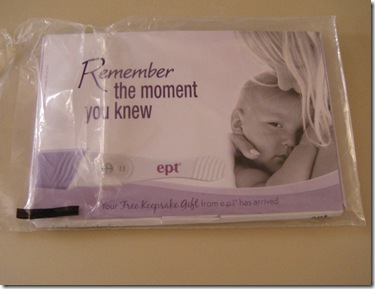 Remember
the moment
you knew
ept
Your Free Keepsake Gift from e.p.t has arrived